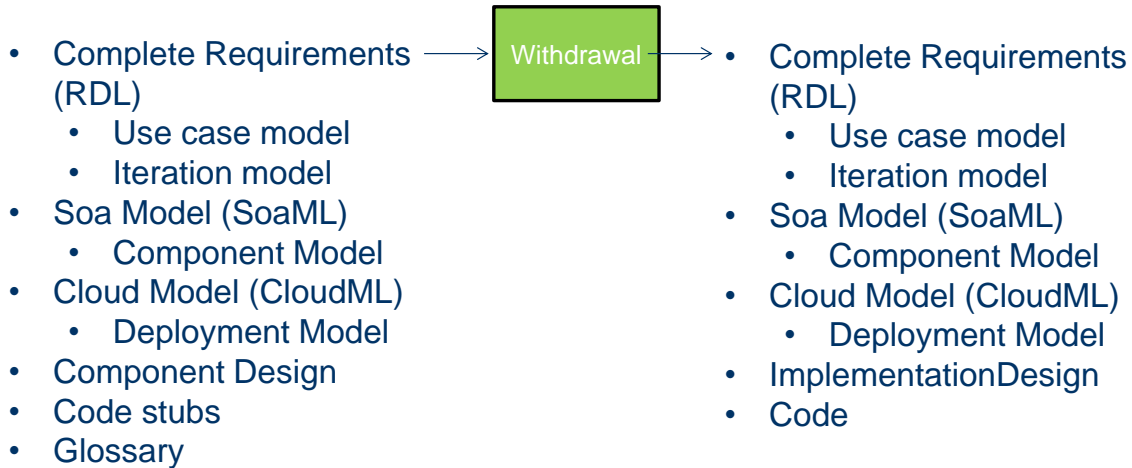 • Complete Requirements (RDL)
• Use case model
• Iteration model
• Soa Model (SoaML)
• Component Model
• Cloud Model (CloudML)
• Deployment Model
• Component Design
• Code stubs
• Glossary
Withdrawal
• Complete Requirements (RDL)
• Use case model
• Iteration model
• Soa Model (SoaML)
• Component Model
• Cloud Model (CloudML)
• Deployment Model
• ImplementationDesign
• Code